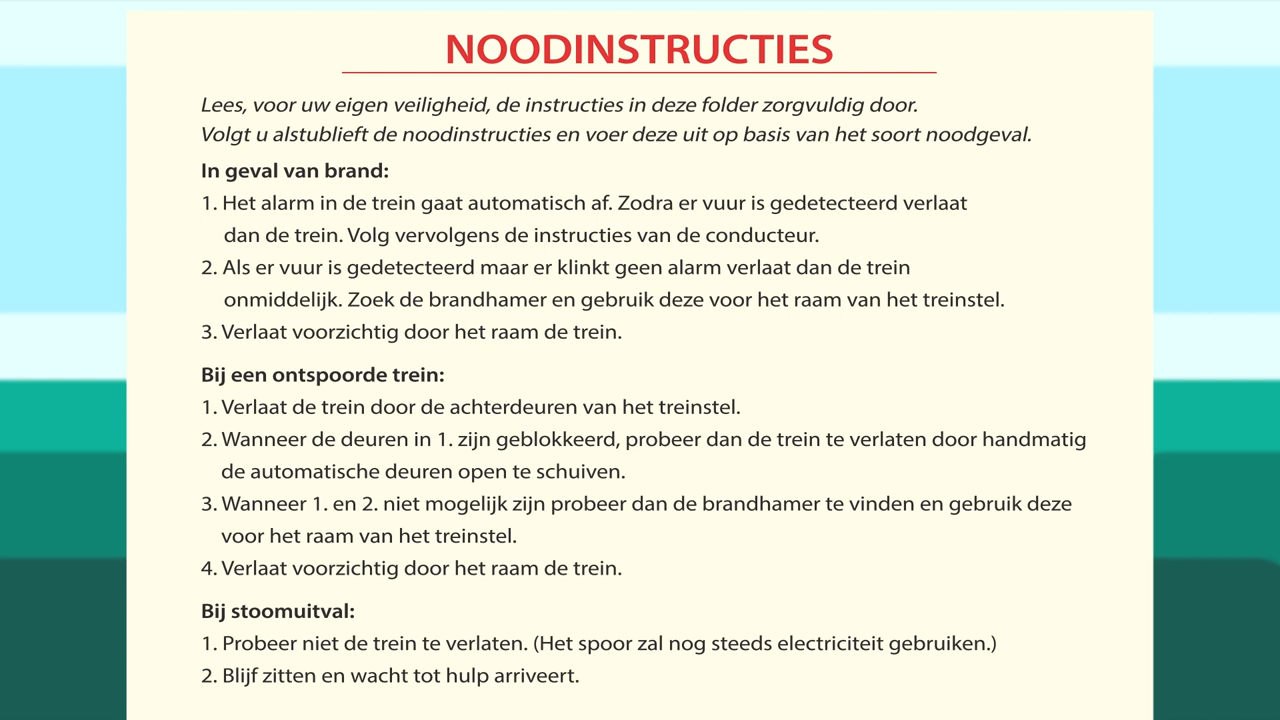 NOODINSTRUCTIES
Lees, voor uw eigen veiligheid, de instructies in deze folder zorgvuldig door.
Volgt u alstublieft de noodinstructies en voer deze uit op basis van het soort noodgeval.
In geval van brand:
1. Het alarm in de trein gaat automatisch af. Zodra er vuur is gedetecteerd verlaat
dan de trein. Volg vervolgens de instructies van de conducteur.
2. Als er vuur is gedetecteerd maar er klinkt geen alarm verlaat dan de trein
onmiddelijk. Zoek de brandhamer en gebruik deze voor het raam van het treinstel.
3. Verlaat voorzichtig door het raam de trein.
Bij een ontspoorde trein:
1. Verlaat de trein door de achterdeuren van het treinstel.
2. Wanneer de deuren in 1. zijn geblokkeerd, probeer dan de trein te verlaten door handmatig
de automatische deuren open te schuiven.
3. Wanneer 1. en 2. niet mogelijk zijn probeer dan de brandhamer te vinden en gebruik deze
voor het raam van het treinstel.
4. Verlaat voorzichtig door het raam de trein.
Bij stoomuitval:
1. Probeer niet de trein te verlaten. (Het spoor zal nog steeds electriciteit gebruiken.)
2. Blijf zitten en wacht tot hulp arriveert.